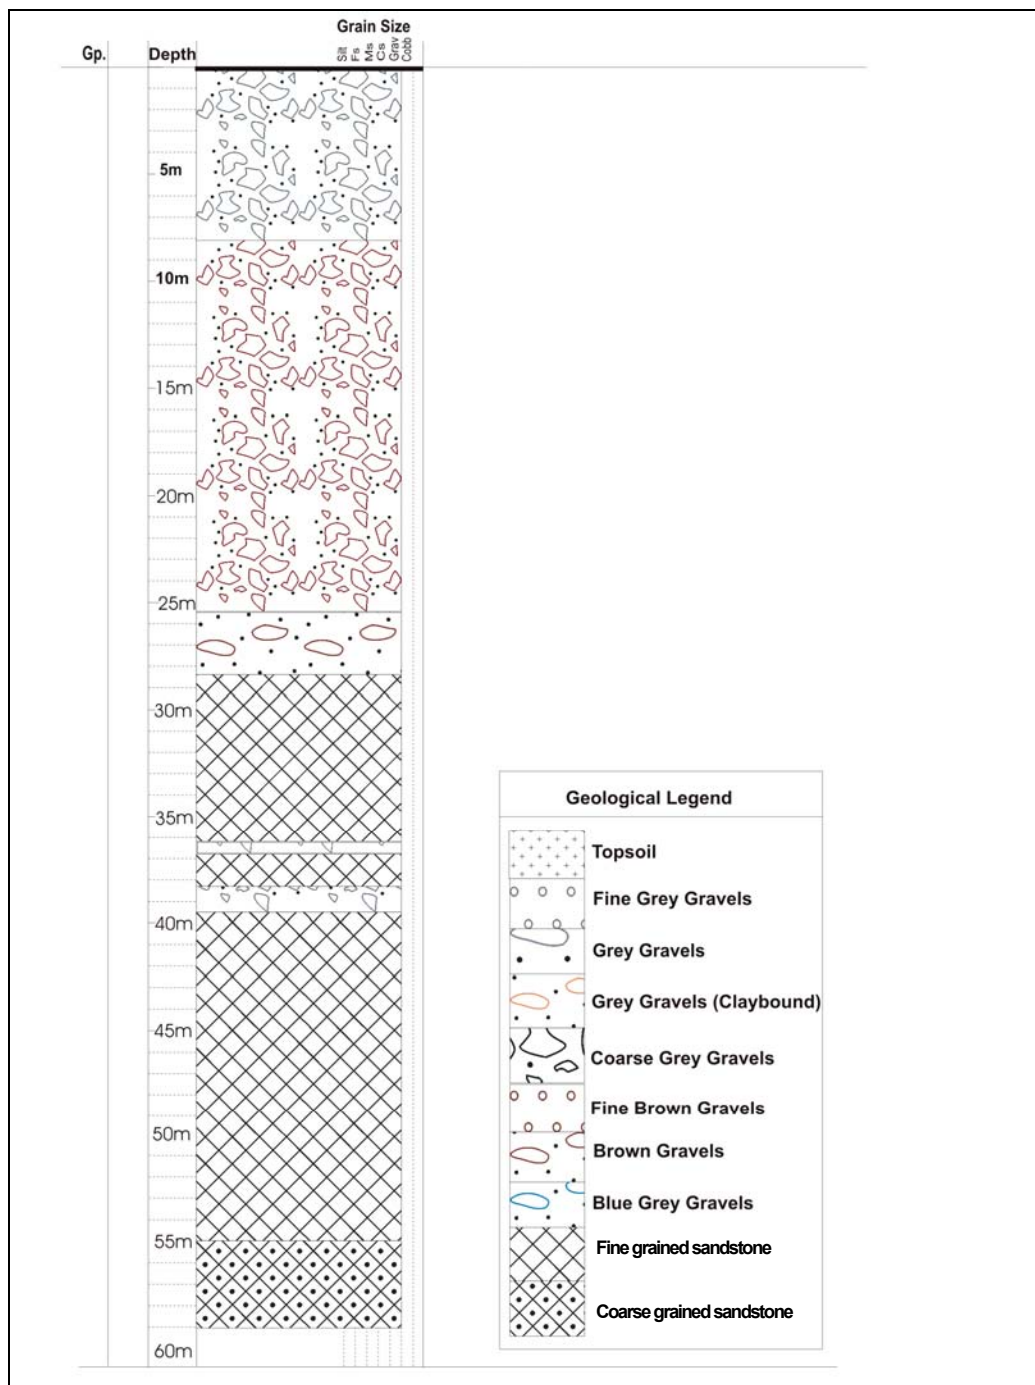 Grain Size
Gp.
Depth
Silt
Fs
Ms
Cs
Grav
Cobb
5m
10m
15m
20m
25m
30m
35m
40m
45m
50m
55m
60m
Geological Legend
Topsoil
Fine Grey Gravels
Grey Gravels
Grey Gravels (Claybound)
Coarse Grey Gravels
Fine Brown Gravels
Brown Gravels
Blue Grey Gravels
Fine grained sandstone
Coarse grained sandstone